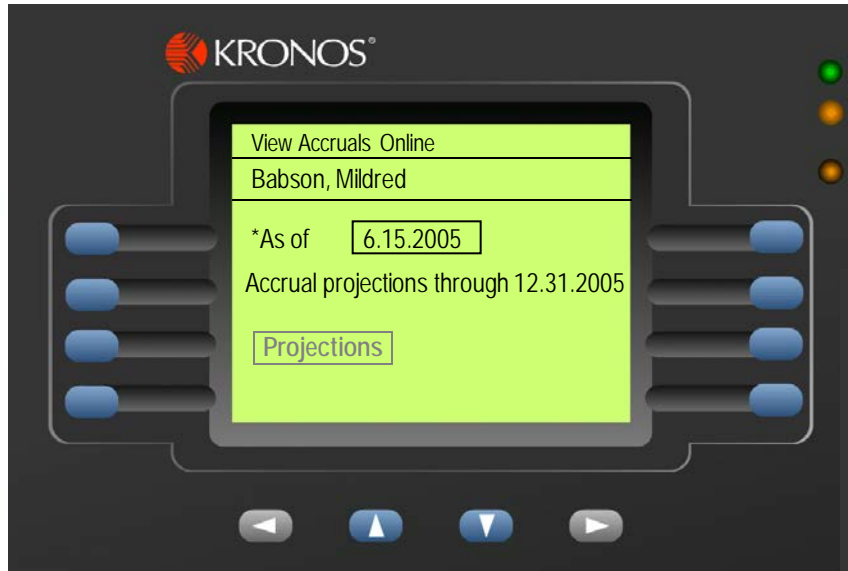 KRONOS®
View Accruals Online
Babson, Mildred
*As of 6.15.2005
Accrual projections through 12.31.2005
Projections